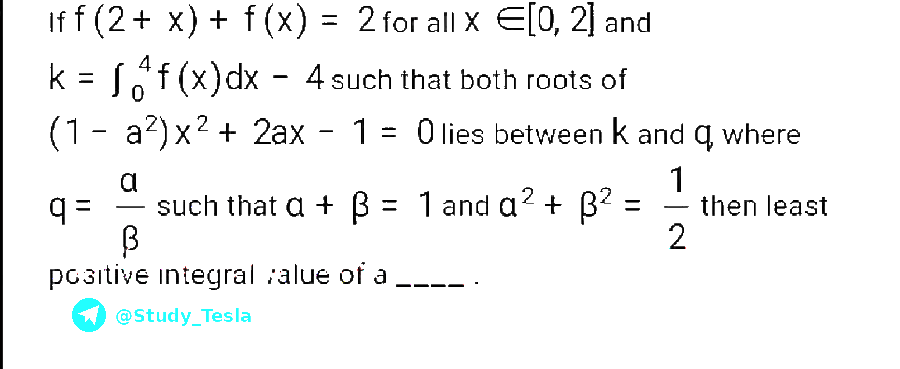 If f(2 + x) + f(x) = 2 for all x ∈[0, 2] and
k = ∫₀⁴ f(x)dx − 4 such that both roots of
(1 − a²)x² + 2ax − 1 = 0 lies between k and q, where
q = α/β such that α + β = 1 and α² + β² = 1/2 then least
positive integral value of a ____ .
@Study_Tesla